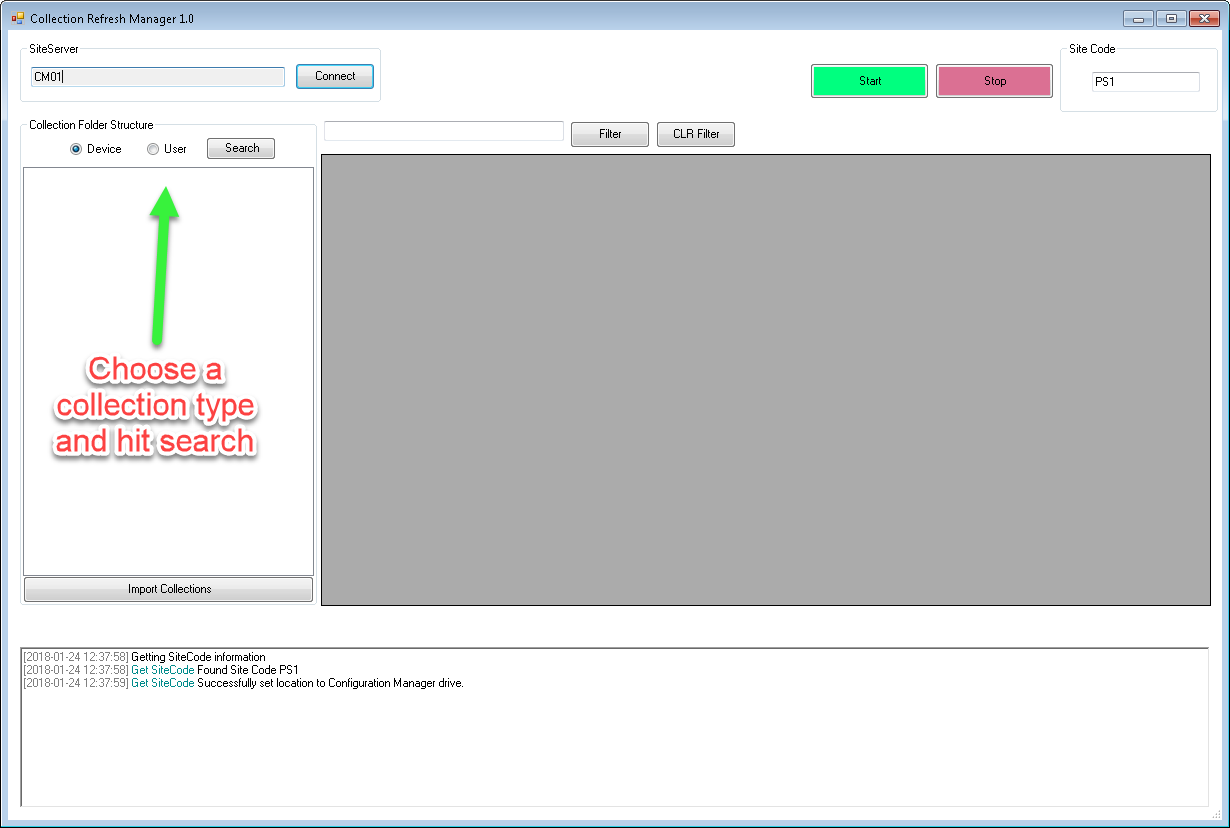 Collection Refresh Manager 1.0
SiteServer
CM01
Connect
Start
Stop
Site Code
PS1
Collection Folder Structure
Device
User
Search
Filter
CLR Filter
Choose a
collection type
and hit search
Import Collections
[2018-01-24 12:37:58] Getting SiteCode information
[2018-01-24 12:37:58] Get SiteCode Found Site Code PS1
[2018-01-24 12:37:59] Get SiteCode Successfully set location to Configuration Manager drive.